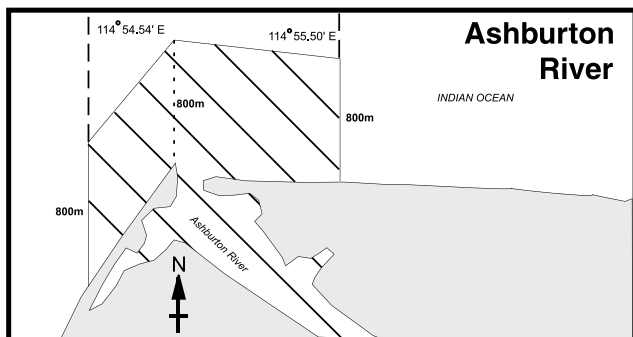 114° 54.54' E
114° 55.50' E
Ashburton
River
INDIAN OCEAN
800m
800m
800m
Ashburton River
N